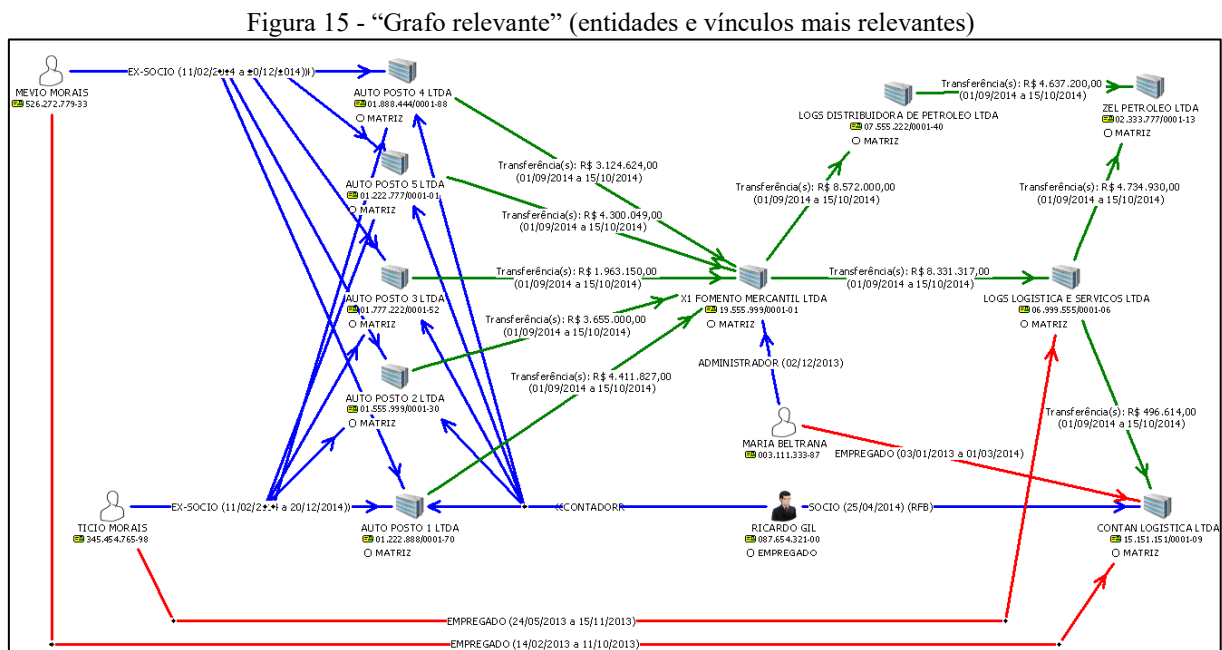 Figura 15 - “Grafo relevante” (entidades e vínculos mais relevantes)
MEVIO MORAIS
526.272.779-33
EX-SOCIO (11/02/2014 a
AUTO POSTO 4 LTDA
01.888.444/0001-88
MATRIZ
AUTO POSTO 5 LTDA
01.222.777/0001-01
MATRIZ
AUTO POSTO 3 LTDA
01.777.222/0001-52
MATRIZ
AUTO POSTO 2 LTDA
01.555.999/0001-30
MATRIZ
AUTO POSTO 1 LTDA
01.222.888/0001-70
MATRIZ
TICIO MORAIS
345.454.765-98
EX-SOCIO (11/02/2 a 20/12/2014))
Transferência(s): R$ 3.124.624,00
(01/09/2014 a 15/10/2014)
Transferência(s): R$ 4.300.049,00
(01/09/2014 a 15/10/2014)
Transferência(s): R$ 1.963.150,00
(01/09/2014 a 15/10/2014)
Transferência(s): R$ 3.655.000,00
(01/09/2014 a 15/10/2014)
Transferência(s): R$ 4.411.827,00
(01/09/2014 a 15/10/2014)
X1 FOMENTO MERCANTIL LTDA
19.555.999/0001-01
MATRIZ
Transferência(s): R$ 8.572.000,00
(01/09/2014 a 15/10/2014)
LOGS DISTRIBUIDORA DE PETROLEO LTDA
07.555.222/0001-40
MATRIZ
Transferência(s): R$ 4.637.200,00
(01/09/2014 a 15/10/2014)
ZEL PETROLEO LTDA
02.333.777/0001-13
MATRIZ
Transferência(s): R$ 4.734.930,00
(01/09/2014 a 15/10/2014)
Transferência(s): R$ 8.331.317,00
(01/09/2014 a 15/10/2014)
LOGS LOGISTICA E SERVICOS LTDA
06.999.555/0001-06
MATRIZ
ADMINISTRADOR (02/12/2013)
MARIA BELTRANA
003.111.333-87
EMPREGADO (03/01/2013 a 01/03/2014)
Transferência(s): R$ 496.614,00
(01/09/2014 a 15/10/2014)
((CONTADORR
RICARDO GIL
087.654.321-00
EMPREGADO
SOCIO (25/04/2014) (RFB)
CONTAN LOGISTICA LTDA
15.151.151/0001-09
MATRIZ
EMPREGADO (24/05/2013 a 15/11/2013)
EMPREGADO (14/02/2013 a 11/10/2013)